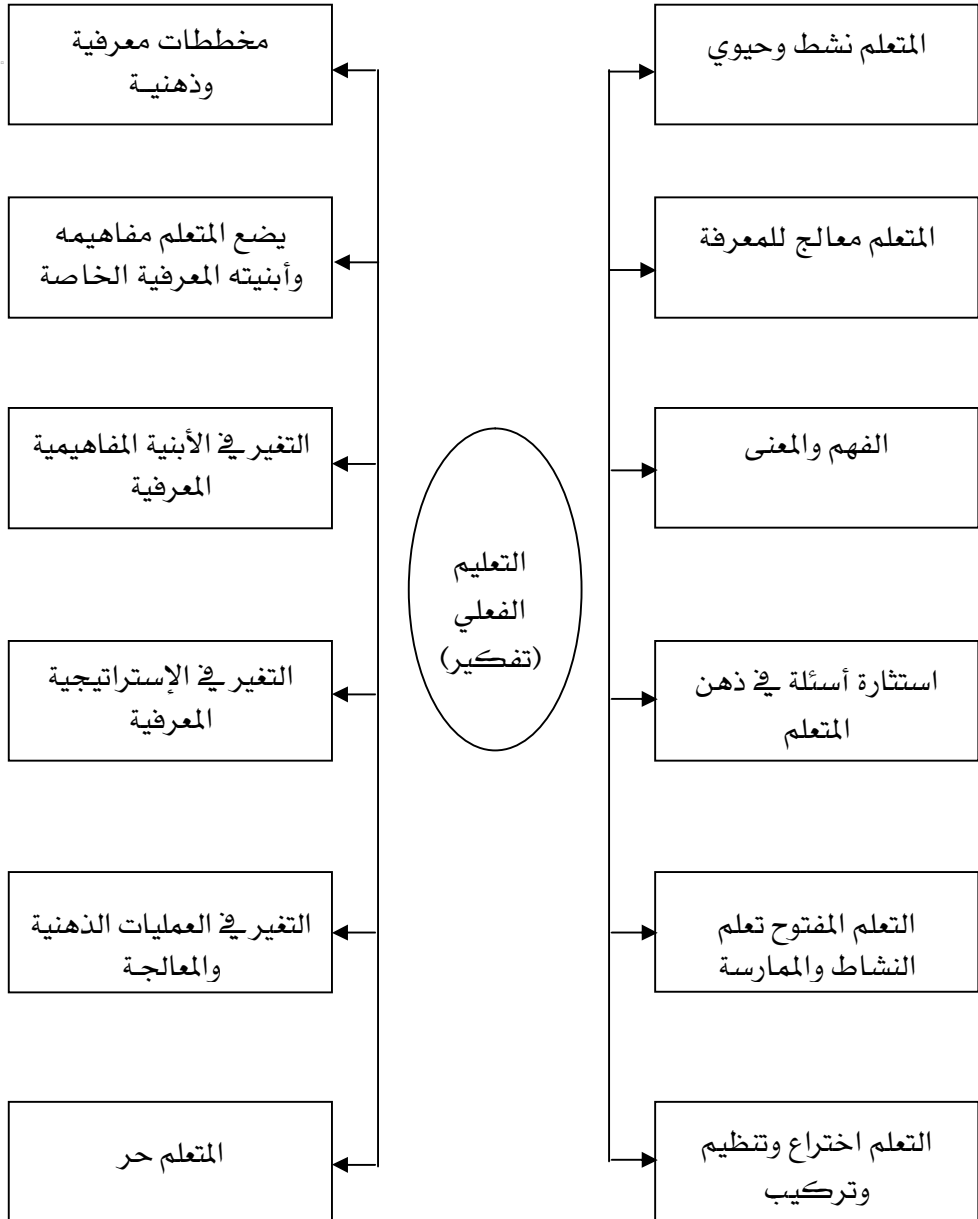 المتعلم نشط وحيوي
المتعلم معالج للمعرفة
الفهم والمعنى
استثارة أسئلة في ذهن
المتعلم
التعلم المفتوح تعلم
النشاط والممارسة
التعلم اختراع وتنظيم
وتركيب
التعليم
الفعلي
(تفكير)
مخططات معرفية
وذهنيـة
يضع المتعلم مفاهيمه
وأبنيته المعرفية الخاصة
التغير في الأبنية المفاهيمية
المعرفية
التغير في الإستراتيجية
المعرفية
التغير في العمليات الذهنية
والمعالجة
المتعلم حر